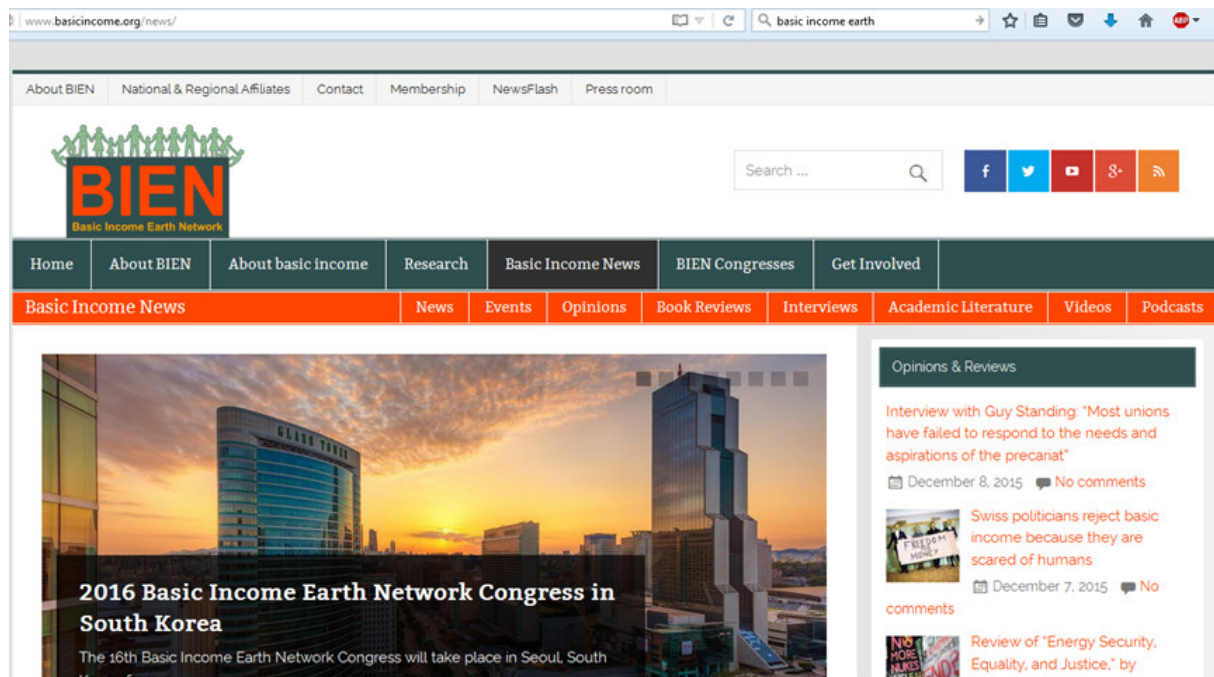 www.basicincome.org/news/
basic income earth
ABP
About BIEN National & Regional Affiliates Contact Membership NewsFlash Press room
BIEN
Basic Income Earth Network
Search ...
f 8+
Home About BIEN About basic income Research Basic Income News BIEN Congresses Get Involved
Basic Income News News Events Opinions Book Reviews Interviews Academic Literature Videos Podcasts
GLASS TOWER
2016 Basic Income Earth Network Congress in
South Korea
The 16th Basic Income Earth Network Congress will take place in Seoul, South
Opinions & Reviews
Interview with Guy Standing: "Most unions
have failed to respond to the needs and
aspirations of the precariat"
December 8, 2015 No comments
FREEDOM
MONEY
Swiss politicians reject basic
income because they are
scared of humans
December 7, 2015 No
comments
NO
MORE
NUKES
Review of "Energy Security,
Equality, and Justice," by